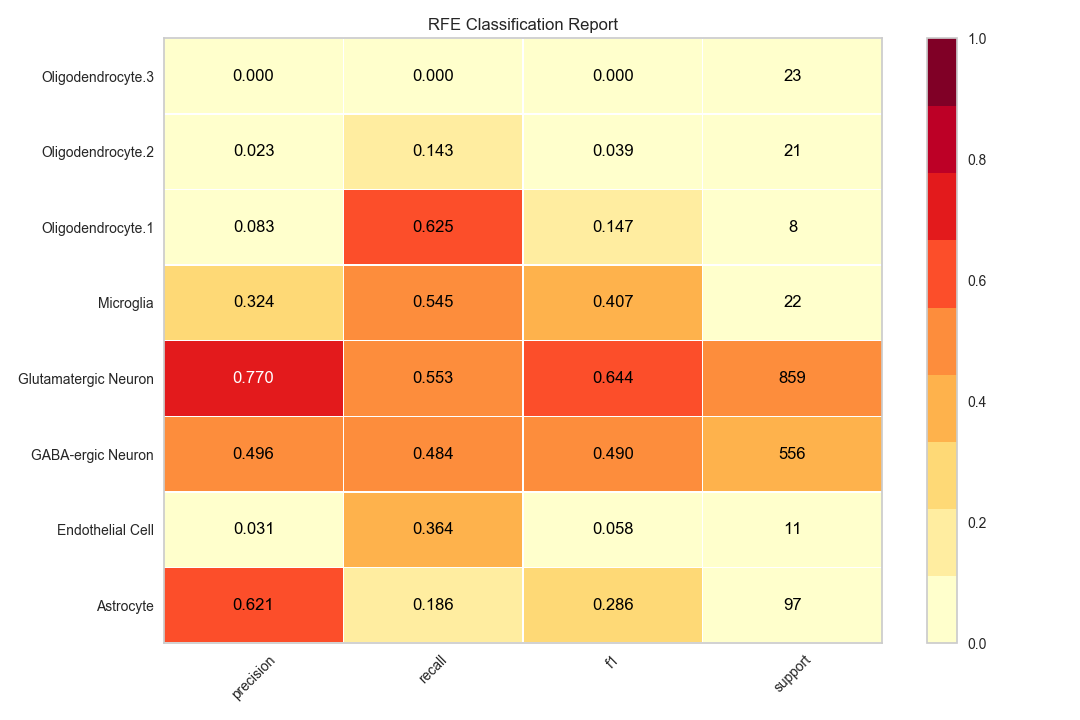 RFE Classification Report
Oligodendrocyte.3 0.000 0.000 0.000 23
Oligodendrocyte.2 0.023 0.143 0.039 21
Oligodendrocyte.1 0.083 0.625 0.147 8
Microglia 0.324 0.545 0.407 22
Glutamatergic Neuron 0.770 0.553 0.644 859
GABA-ergic Neuron 0.496 0.484 0.490 556
Endothelial Cell 0.031 0.364 0.058 11
Astrocyte 0.621 0.186 0.286 97
precision recall f1 support
1.0
0.8
0.6
0.4
0.2
0.0